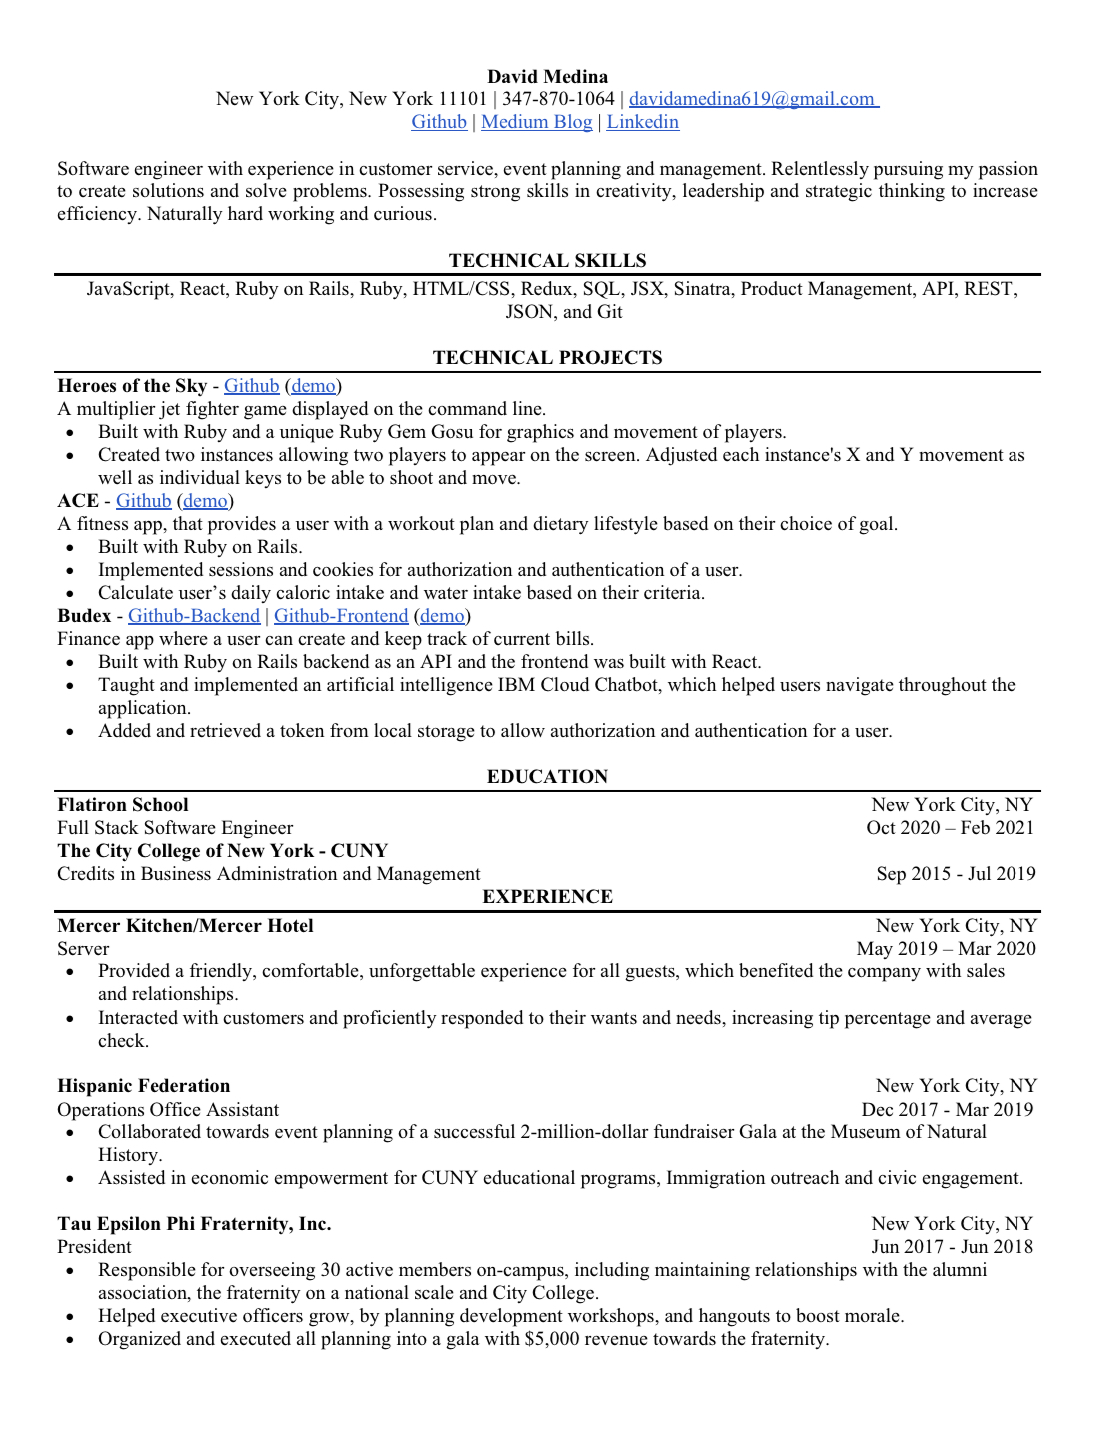 David Medina
New York City, New York 11101 | 347-870-1064 | davidamedina619@gmail.com
Github | Medium Blog | Linkedin
Software engineer with experience in customer service, event planning and management. Relentlessly pursuing my passion
to create solutions and solve problems. Possessing strong skills in creativity, leadership and strategic thinking to increase
efficiency. Naturally hard working and curious.
TECHNICAL SKILLS
JavaScript, React, Ruby on Rails, Ruby, HTML/CSS, Redux, SQL, JSX, Sinatra, Product Management, API, REST,
JSON, and Git
TECHNICAL PROJECTS
Heroes of the Sky - Github (demo)
A multiplier jet fighter game displayed on the command line.
• Built with Ruby and a unique Ruby Gem Gosu for graphics and movement of players.
• Created two instances allowing two players to appear on the screen. Adjusted each instance's X and Y movement as
well as individual keys to be able to shoot and move.
ACE - Github (demo)
A fitness app, that provides a user with a workout plan and dietary lifestyle based on their choice of goal.
• Built with Ruby on Rails.
• Implemented sessions and cookies for authorization and authentication of a user.
• Calculate user’s daily caloric intake and water intake based on their criteria.
Budex - Github-Backend | Github-Frontend (demo)
Finance app where a user can create and keep track of current bills.
• Built with Ruby on Rails backend as an API and the frontend was built with React.
• Taught and implemented an artificial intelligence IBM Cloud Chatbot, which helped users navigate throughout the
application.
• Added and retrieved a token from local storage to allow authorization and authentication for a user.
EDUCATION
Flatiron School New York City, NY
Full Stack Software Engineer Oct 2020 – Feb 2021
The City College of New York - CUNY
Credits in Business Administration and Management Sep 2015 - Jul 2019
EXPERIENCE
Mercer Kitchen/Mercer Hotel New York City, NY
Server May 2019 – Mar 2020
• Provided a friendly, comfortable, unforgettable experience for all guests, which benefited the company with sales
and relationships.
• Interacted with customers and proficiently responded to their wants and needs, increasing tip percentage and average
check.
Hispanic Federation New York City, NY
Operations Office Assistant Dec 2017 - Mar 2019
• Collaborated towards event planning of a successful 2-million-dollar fundraiser Gala at the Museum of Natural
History.
• Assisted in economic empowerment for CUNY educational programs, Immigration outreach and civic engagement.
Tau Epsilon Phi Fraternity, Inc. New York City, NY
President Jun 2017 - Jun 2018
• Responsible for overseeing 30 active members on-campus, including maintaining relationships with the alumni
association, the fraternity on a national scale and City College.
• Helped executive officers grow, by planning development workshops, and hangouts to boost morale.
• Organized and executed all planning into a gala with $5,000 revenue towards the fraternity.